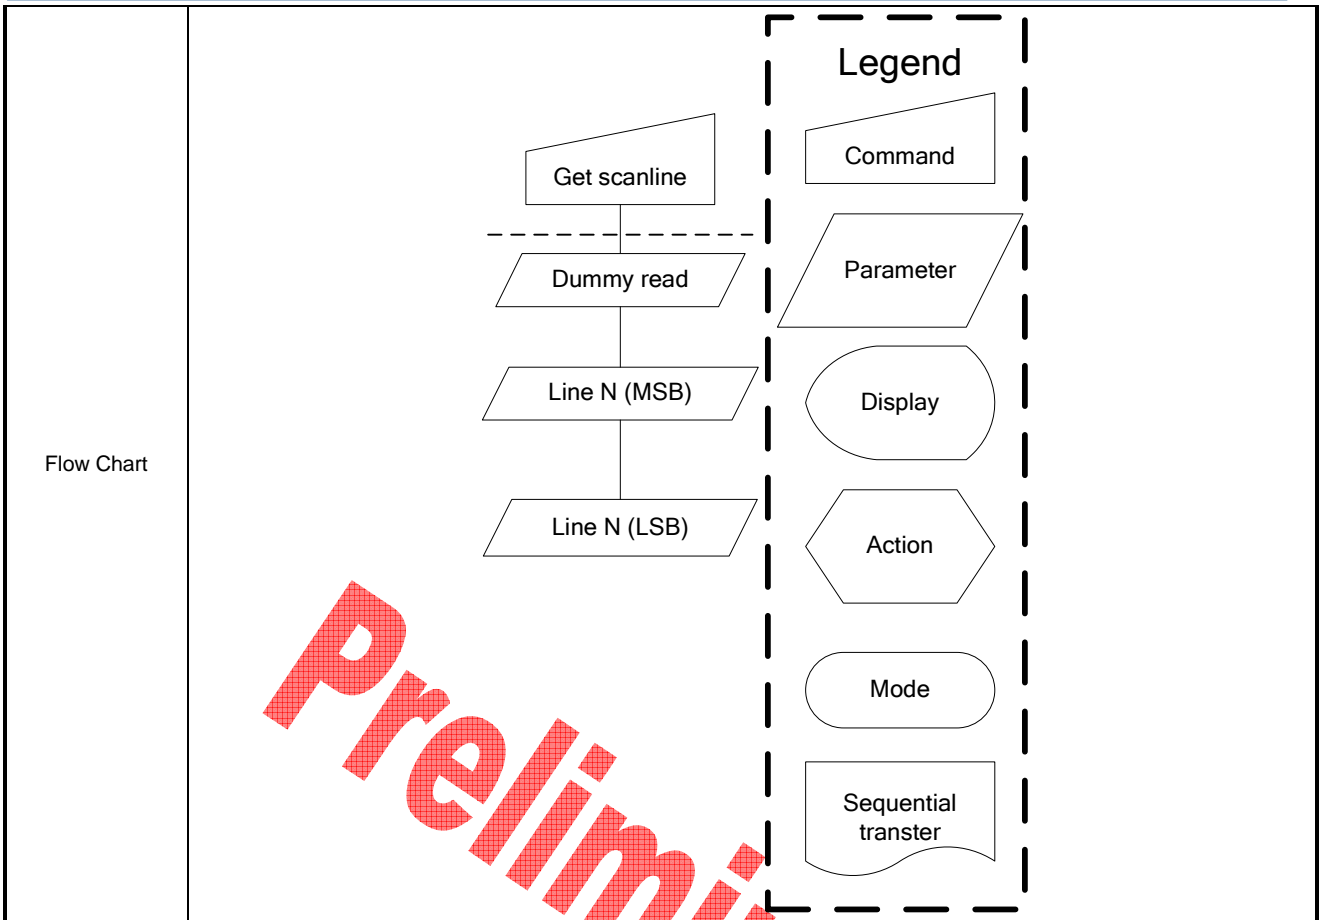 Flow Chart
Get scanline
Dummy read
Line N (MSB)
Line N (LSB)
Legend
Command
Parameter
Display
Action
Mode
Sequential
transter
Prelimi